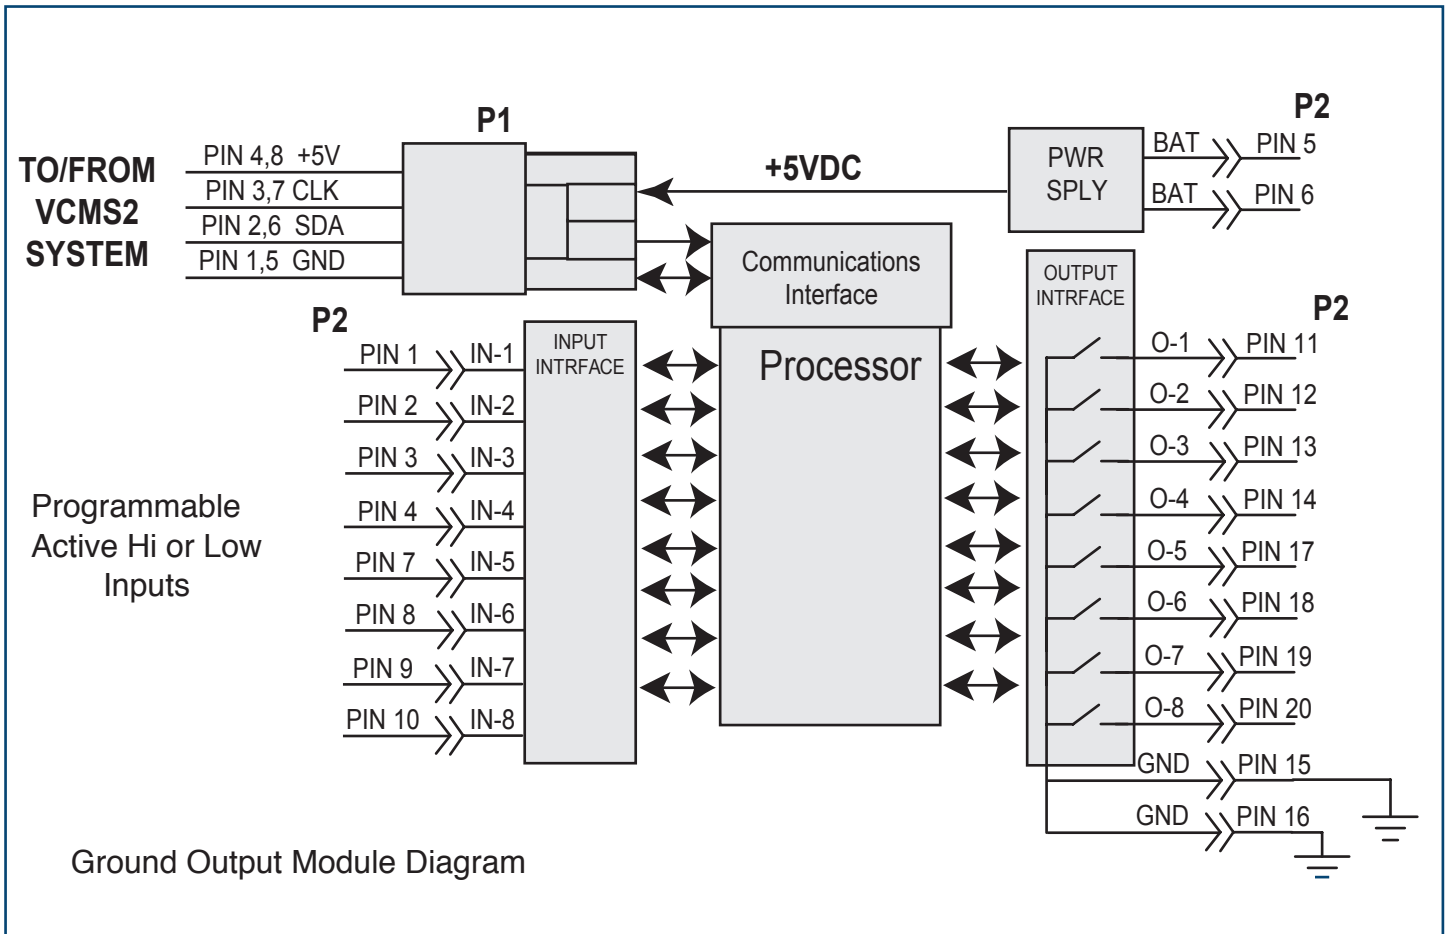 P1
P2
TO/FROM
VCMS2
SYSTEM
PIN 4,8 +5V
PIN 3,7 CLK
PIN 2,6 SDA
PIN 1,5 GND
+5VDC
PWR
SPLY
BAT PIN 5
BAT PIN 6
Communications
Interface
Processor
P2
INPUT
INTRFACE
PIN 1 IN-1
PIN 2 IN-2
PIN 3 IN-3
PIN 4 IN-4
PIN 7 IN-5
PIN 8 IN-6
PIN 9 IN-7
PIN 10 IN-8
Programmable
Active Hi or Low
Inputs
OUTPUT
INTRFACE
P2
O-1 PIN 11
O-2 PIN 12
O-3 PIN 13
O-4 PIN 14
O-5 PIN 17
O-6 PIN 18
O-7 PIN 19
O-8 PIN 20
GND PIN 15
GND PIN 16
Ground Output Module Diagram